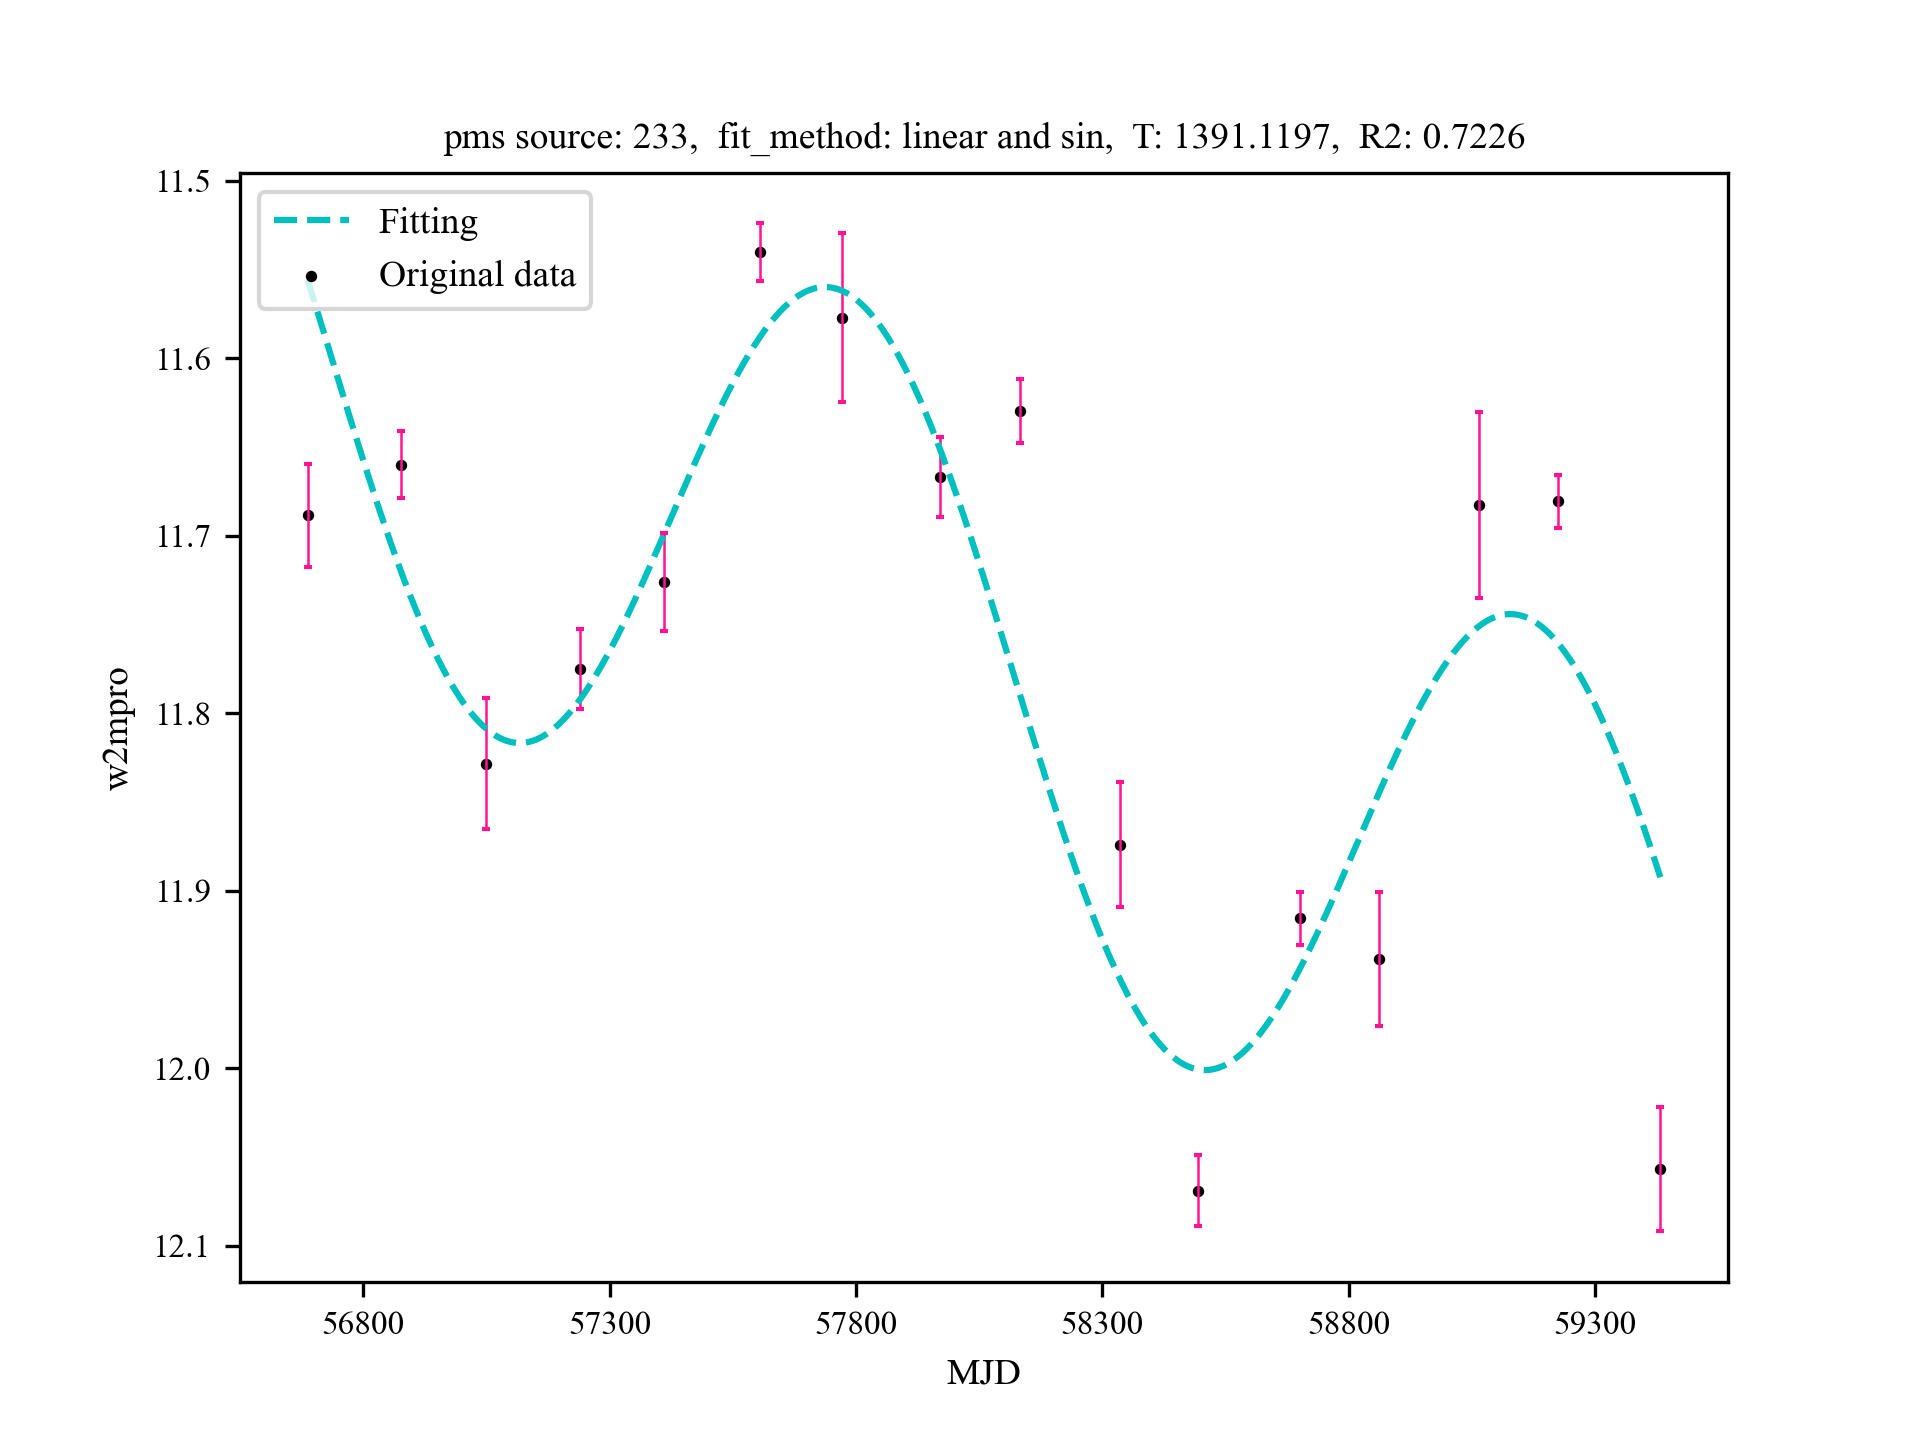 pms source: 233,  fit_method: linear and sin,  T: 1391.1197,  R2: 0.7226
Fitting
Original data
11.5
11.6
11.7
11.8
11.9
12.0
12.1
w2mpro
56800 57300 57800 58300 58800 59300
MJD